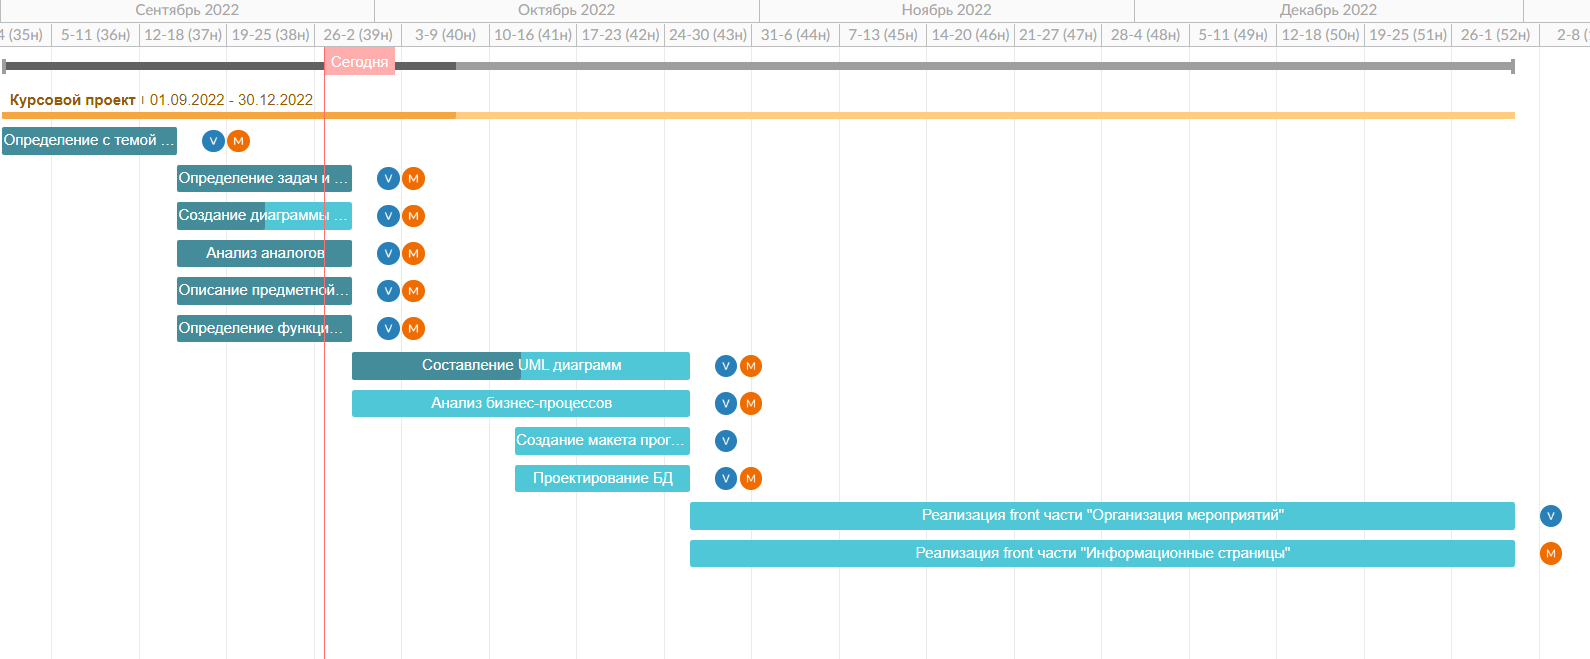 Сентябрь 2022 Октябрь 2022 Ноябрь 2022 Декабрь 2022
4 (35н) 5-11 (36н) 12-18 (37н) 19-25 (38н) 26-2 (39н) 3-9 (40н) 10-16 (41н) 17-23 (42н) 24-30 (43н) 31-6 (44н) 7-13 (45н) 14-20 (46н) 21-27 (47н) 28-4 (48н) 5-11 (49н) 12-18 (50н) 19-25 (51н) 26-1 (52н) 2-8 (
Сегодня
Курсовой проект | 01.09.2022 - 30.12.2022
Определение с темой ... V M
Определение задач и ... V M
Создание диаграммы ... V M
Анализ аналогов V M
Описание предметной... V M
Определение функци... V M
Составление UML диаграмм V M
Анализ бизнес-процессов V M
Создание макета прог... V
Проектирование БД V M
Реализация front части "Организация мероприятий" V
Реализация front части "Информационные страницы" M